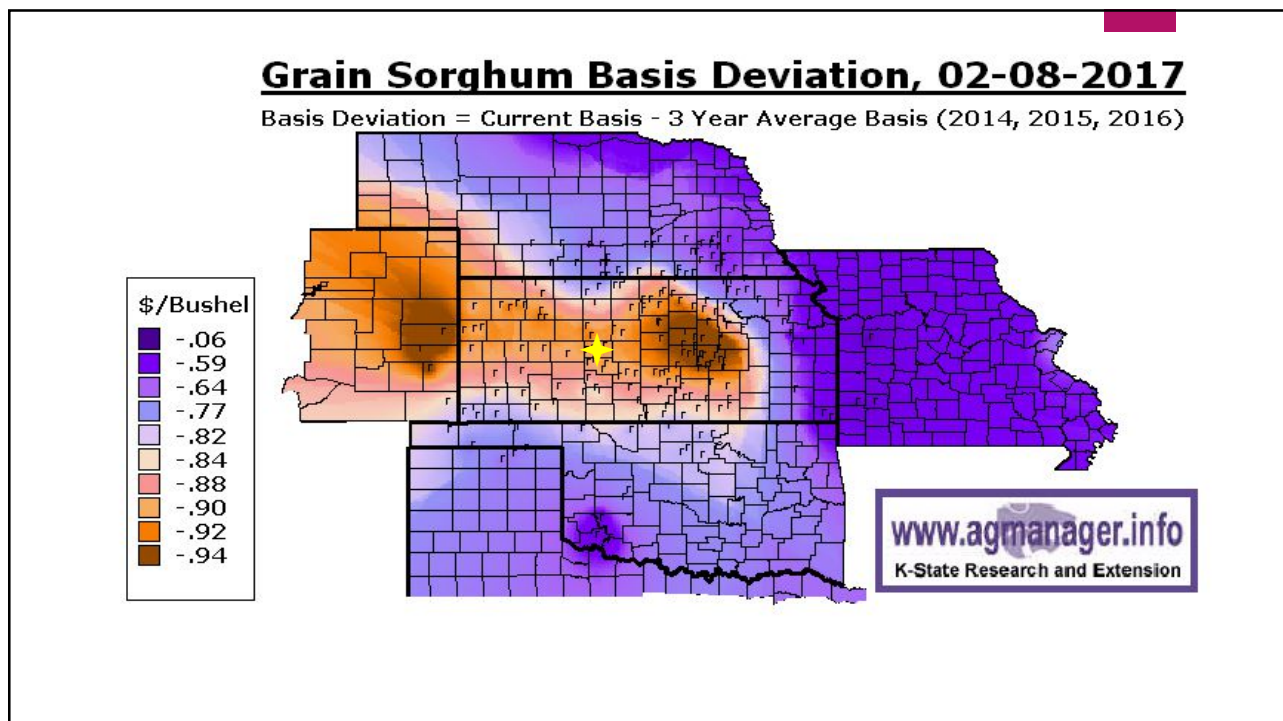 Grain Sorghum Basis Deviation, 02-08-2017
Basis Deviation = Current Basis - 3 Year Average Basis (2014, 2015, 2016)
$/Bushel
-.06
-.59
-.64
-.77
-.82
-.84
-.88
-.90
-.92
-.94
www.agmanager.info
K-State Research and Extension